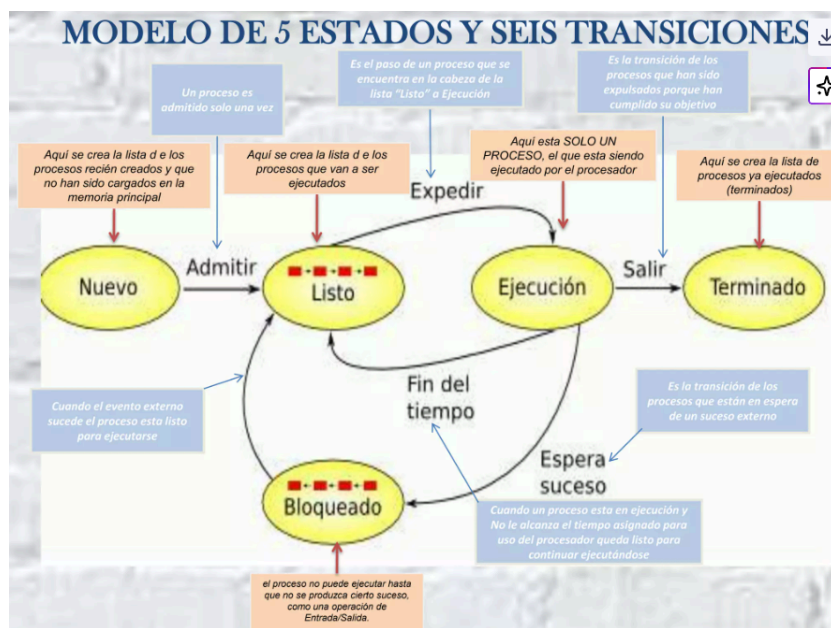 MODELO DE 5 ESTADOS Y SEIS TRANSICIONES
Un proceso es
admitido solo una vez
Es el paso de un proceso que se
encuentra en la cabeza de la
lista "Listo" a Ejecución
Es la transición de los
procesos que han sido
expulsados porque han
cumplido su objetivo
Aquí se crea la lista d e los
procesos recién creados y que
no han sido cargados en la
memoria principal
Aquí se crea la lista d e los
procesos que van a ser
ejecutados
Aquí esta SOLO UN
PROCESO, el que esta siendo
ejecutado por el procesador
Aquí se crea la lista de
procesos ya ejecutados
(terminados)
Expedir
Nuevo
Admitir
Listo
Ejecución
Salir
Terminado
Fin del
tiempo
Cuando el evento externo
sucede el proceso esta listo
para ejecutarse
Es la transición de los
procesos que están en espera
de un suceso externo
Espera
suceso
Bloqueado
Cuando un proceso esta en ejecución y
No le alcanza el tiempo asignado para
uso del procesador queda listo para
continuar ejecutándose
el proceso no puede ejecutar hasta
que no se produzca cierto suceso,
como una operación de
Entrada/Salida.